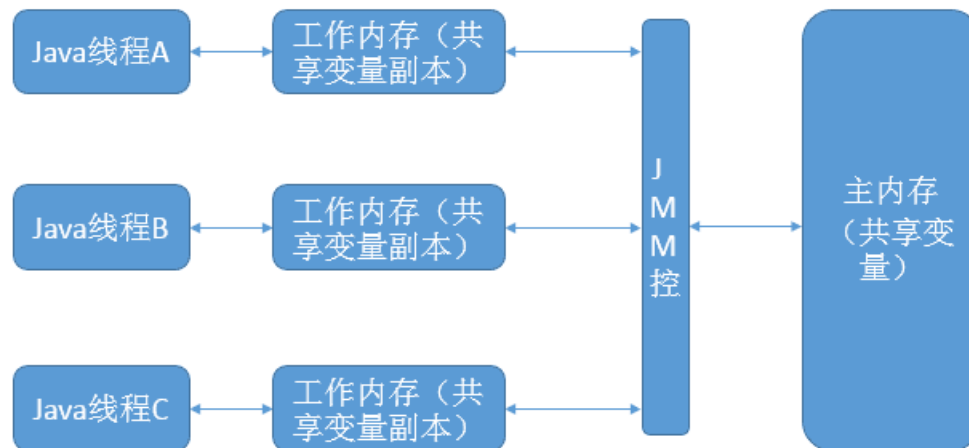 Java线程A
工作内存（共
享变量副本）
Java线程B
工作内存（共
享变量副本）
Java线程C
工作内存（共
享变量副本）
J
M
M
控
主内存
（共享变
量）